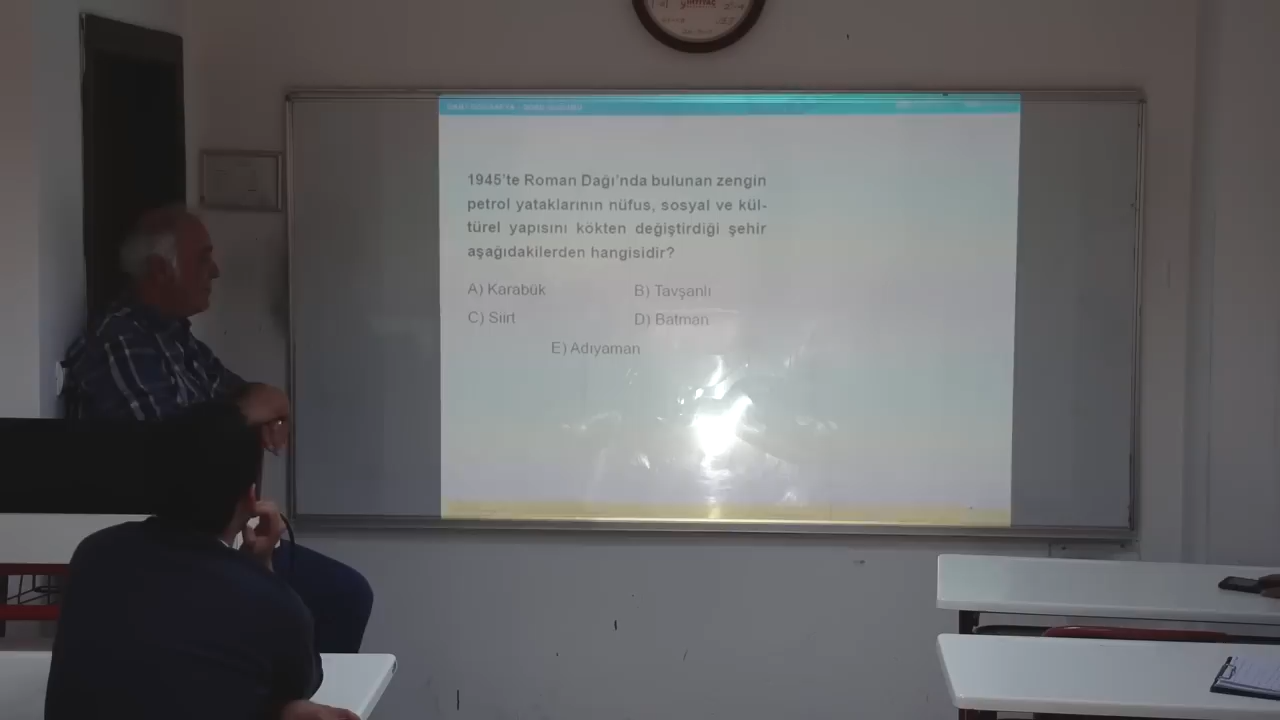 1945'te Roman Dağı'nda bulunan zengin
petrol yataklarının nüfus, sosyal ve kül-
türel yapısını kökten değiştirdiği şehir
aşağıdakilerden hangisidir?
A) Karabük B) Tavşanlı
C) Siirt D) Batman
E) Adıyaman